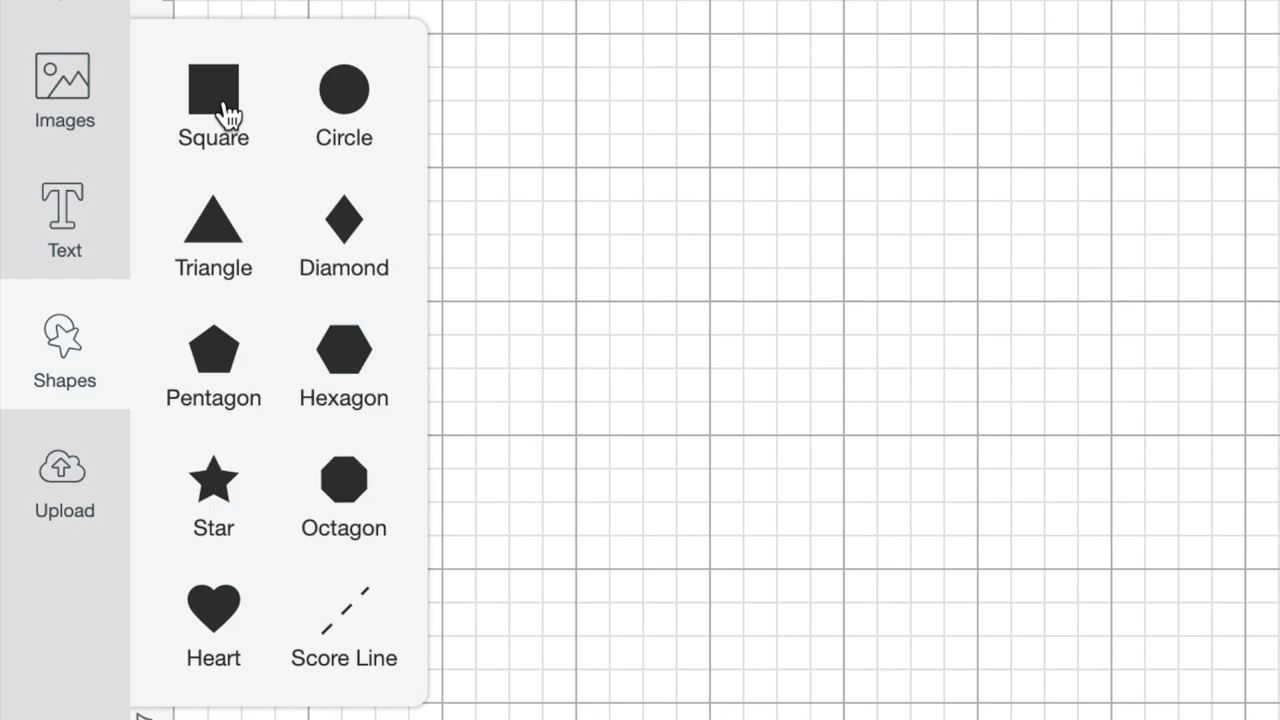 Images
Text
Shapes
Upload
Square
Circle
Triangle
Diamond
Pentagon
Hexagon
Star
Octagon
Heart
Score Line